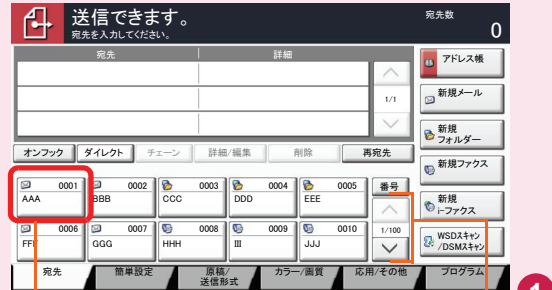 送信できます。
宛先を入力してください。
宛先数
0
宛先 詳細
1/1
アドレス帳
新規メール
新規
フォルダー
新規ファクス
新規
i-ファクス
WSDスキャン
/DSMスキャン
オンフック ダイレクト チェーン 詳細/編集 削除 再宛先
0001 0002 0003 0004 0005 番号
AAA BBB CCC DDD EEE
0006 0007 0008 0009 0010 1/100
FFF GGG HHH III JJJ
宛先 簡単設定 原稿/
送信形式 カラー/画質 応用/その他 プログラム
1